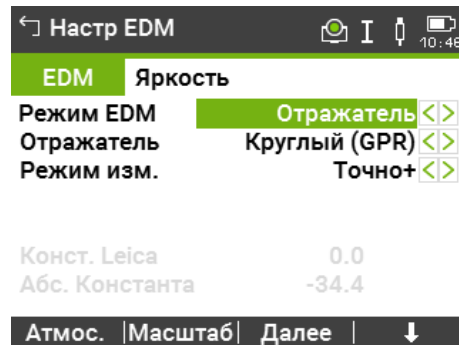 Настр EDM
10:46
EDM Яркость
Режим EDM Отражатель
Отражатель Круглый (GPR)
Режим изм. Точно+
Конст. Leica 0.0
Абс. Константа -34.4
Атмос. |Масштаб| Далее |